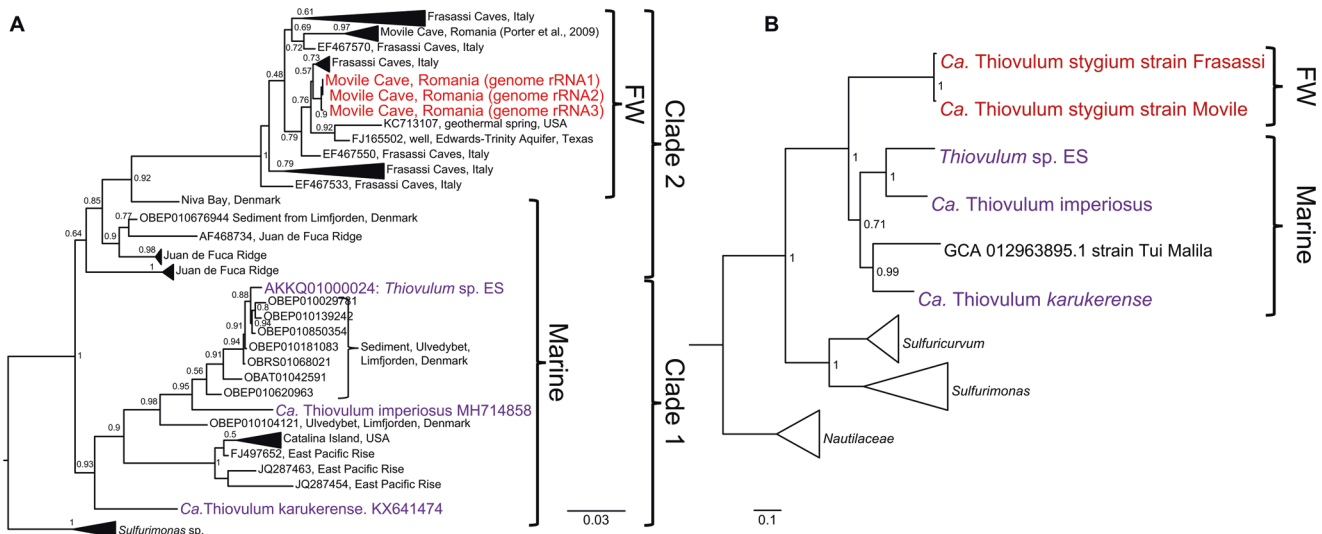 A
0.61
Frasassi Caves, Italy
0.69
0.97
Movile Cave, Romania (Porter et al., 2009)
0.72
EF467570, Frasassi Caves, Italy
0.73
Frasassi Caves, Italy
0.57
0.48
Movile Cave, Romania (genome rRNA1)
Movile Cave, Romania (genome rRNA2)
0.76
Movile Cave, Romania (genome rRNA3)
0.9
KC713107, geothermal spring, USA
0.92
0.79
FJ165502, well, Edwards-Trinity Aquifer, Texas
1
EF467550, Frasassi Caves, Italy
0.79
Frasassi Caves, Italy
EF467533, Frasassi Caves, Italy
FW
Clade 2
0.92
Niva Bay, Denmark
0.85
0.77
OBEP010676944 Sediment from Limfjorden, Denmark
0.64
0.9
AF468734, Juan de Fuca Ridge
0.98
Juan de Fuca Ridge
1
Juan de Fuca Ridge
AKKQ01000024: Thiovulum sp. ES
0.88
OBEP010029781
0.8
OBEP010139242
0.94
OBEP010850354
0.91
0.94
OBEP010181083
Sediment, Ulvedybet,
Limfjorden, Denmark
1
OBRS01068021
0.91
OBAT01042591
0.56
OBEP010620963
0.95
Ca. Thiovulum imperiosus MH714858
0.98
OBEP010104121, Ulvedybet, Limfjorden, Denmark
0.9
0.5
Catalina Island, USA
FJ497652, East Pacific Rise
1
JQ287463, East Pacific Rise
0.93
JQ287454, East Pacific Rise
Ca.Thiovulum karukerense. KX641474
1
Sulfurimonas sp.
Marine
Clade 1
0.03
B
Ca. Thiovulum stygium strain Frasassi
1
Ca. Thiovulum stygium strain Movile
FW
Thiovulum sp. ES
1
1
Ca. Thiovulum imperiosus
0.71
GCA 012963895.1 strain Tui Malila
1
0.99
Ca. Thiovulum karukerense
Marine
Sulfuricurvum
1
Sulfurimonas
Nautilaceae
0.1